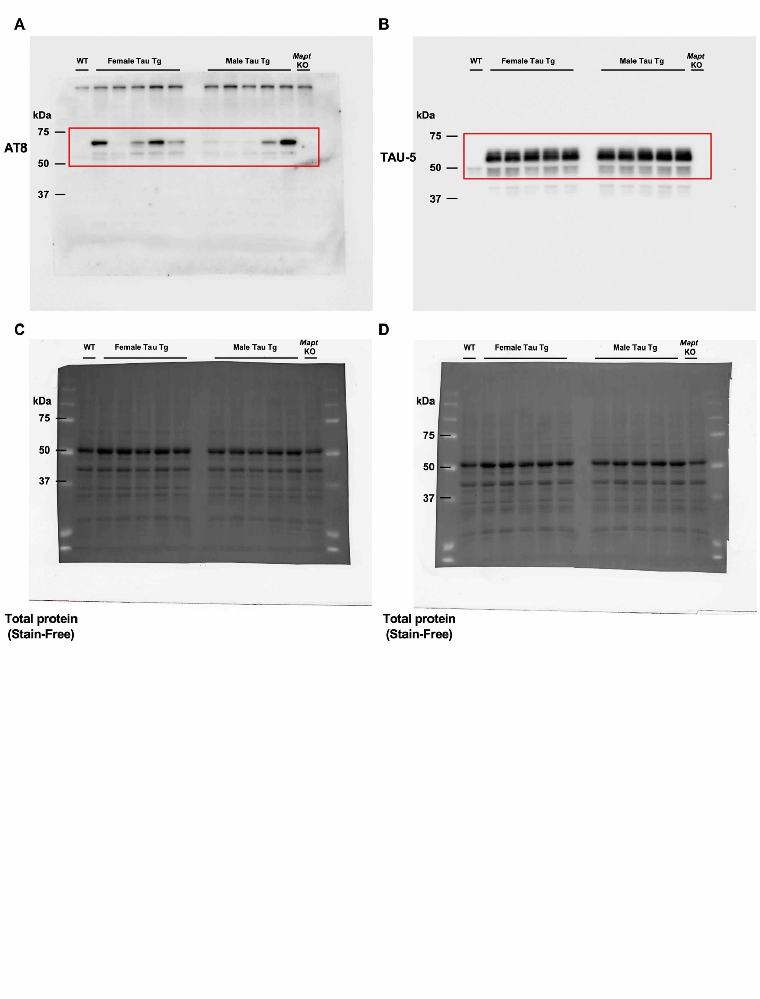 A
WT
Female Tau Tg
Male Tau Tg
Mapt
KO
kDa
75
AT8
50
37
B
WT
Female Tau Tg
Male Tau Tg
Mapt
KO
kDa
75
TAU-5
50
37
C
WT
Female Tau Tg
Male Tau Tg
Mapt
KO
kDa
75
50
37
Total protein
(Stain-Free)
D
WT
Female Tau Tg
Male Tau Tg
Mapt
KO
kDa
75
50
37
Total protein
(Stain-Free)